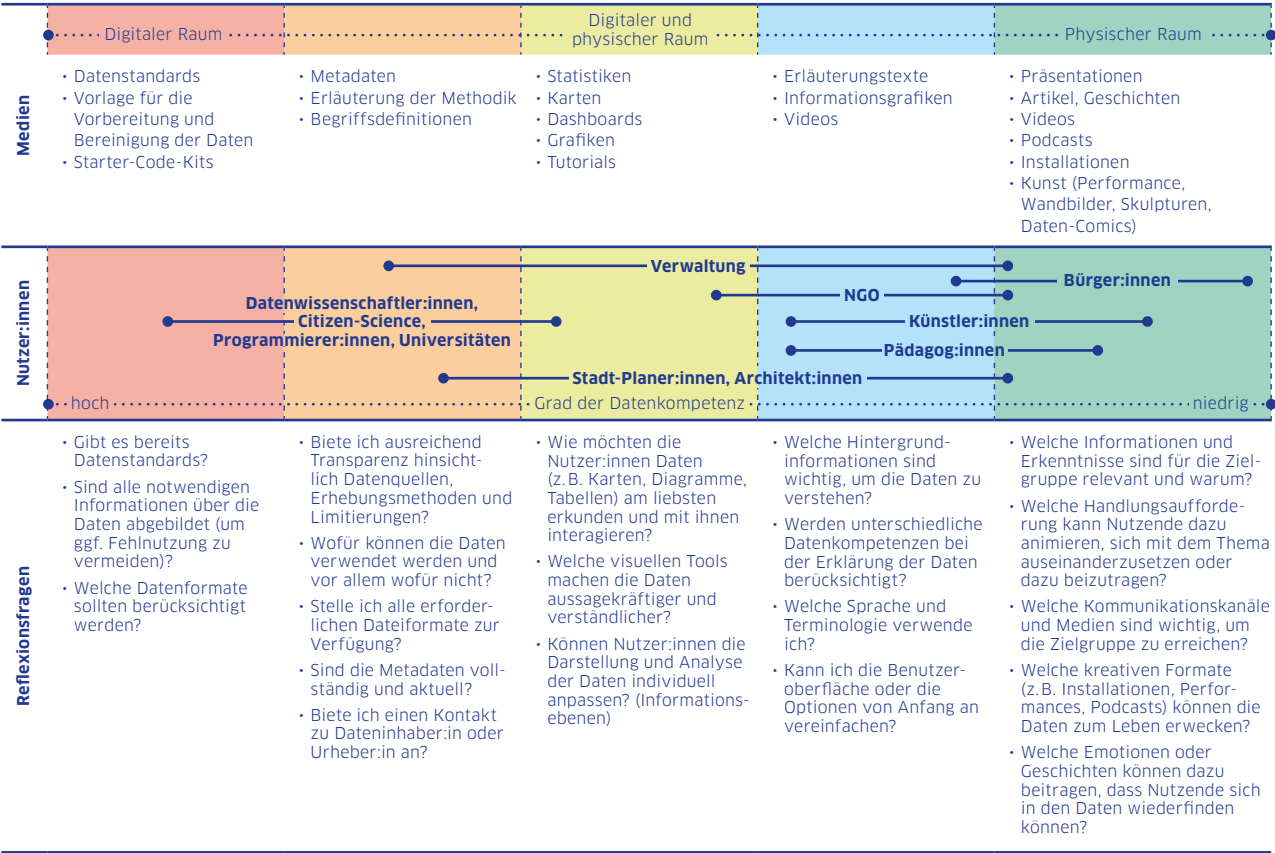 Digitaler Raum
Digitaler und
physischer Raum
Physischer Raum
Medien
• Datenstandards
• Vorlage für die
Vorbereitung und
Bereinigung der Daten
• Starter-Code-Kits
• Metadaten
• Erläuterung der Methodik
• Begriffsdefinitionen
• Statistiken
• Karten
• Dashboards
• Grafiken
• Tutorials
• Erläuterungstexte
• Informationsgrafiken
• Videos
• Präsentationen
• Artikel, Geschichten
• Videos
• Podcasts
• Installationen
• Kunst (Performance,
Wandbilder, Skulpturen,
Daten-Comics)
Nutzer:innen
Verwaltung
Bürger:innen
NGO
Datenwissenschaftler:innen,
Citizen-Science,
Programmierer:innen, Universitäten
Künstler:innen
Pädagog:innen
Stadt-Planer:innen, Architekt:innen
hoch
Grad der Datenkompetenz
niedrig
Reflexionsfragen
• Gibt es bereits
Datenstandards?
• Sind alle notwendigen
Informationen über die
Daten abgebildet (um
ggf. Fehlnutzung zu
vermeiden)?
• Welche Datenformate
sollten berücksichtigt
werden?
• Biete ich ausreichend
Transparenz hinsicht-
lich Datenquellen,
Erhebungsmethoden und
Limitierungen?
• Wofür können die Daten
verwendet werden und
vor allem wofür nicht?
• Stelle ich alle erforder-
lichen Dateiformate zur
Verfügung?
• Sind die Metadaten voll-
ständig und aktuell?
• Biete ich einen Kontakt
zu Dateninhaber:in oder
Urheber:in an?
• Wie möchten die
Nutzer:innen Daten
(z.B. Karten, Diagramme,
Tabellen) am liebsten
erkunden und mit ihnen
interagieren?
• Welche visuellen Tools
machen die Daten
aussagekräftiger und
verständlicher?
• Können Nutzer:innen die
Darstellung und Analyse
der Daten individuell
anpassen? (Informations-
ebenen)
• Welche Hintergrund-
informationen sind
wichtig, um die Daten zu
verstehen?
• Werden unterschiedliche
Datenkompetenzen bei
der Erklärung der Daten
berücksichtigt?
• Welche Sprache und
Terminologie verwende
ich?
• Kann ich die Benutzer-
oberfläche oder die
Optionen von Anfang an
vereinfachen?
• Welche Informationen und
Erkenntnisse sind für die Ziel-
gruppe relevant und warum?
• Welche Handlungsaufforde-
rung kann Nutzende dazu
animieren, sich mit dem Thema
auseinanderzusetzen oder
dazu beizutragen?
• Welche Kommunikationskanäle
und Medien sind wichtig, um
die Zielgruppe zu erreichen?
• Welche kreativen Formate
(z.B. Installationen, Perfor-
mances, Podcasts) können die
Daten zum Leben erwecken?
• Welche Emotionen oder
Geschichten können dazu
beitragen, dass Nutzende sich
in den Daten wiederfinden
können?